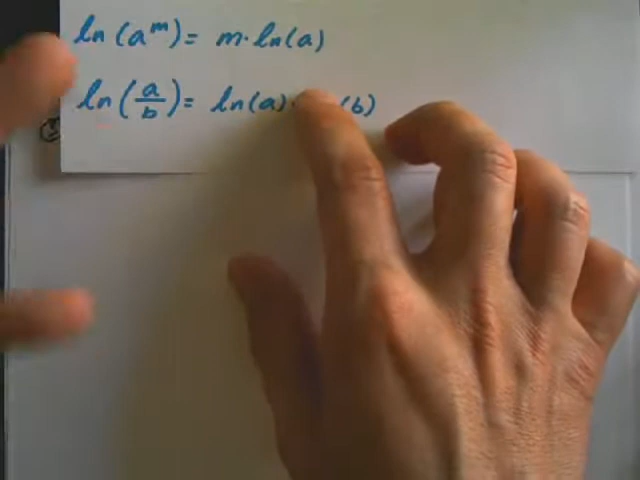 ln(a^m) = m·ln(a)
ln(a/b) = ln(a) (b)